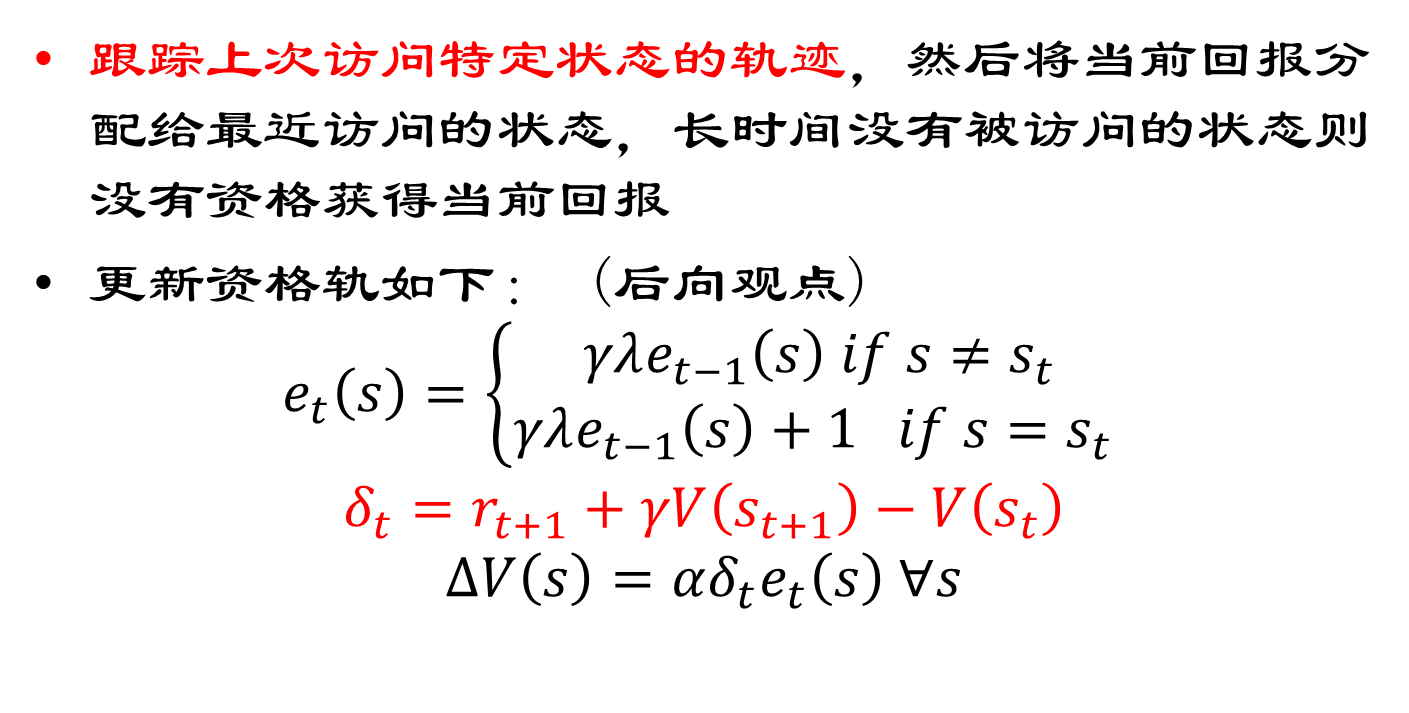 • 跟踪上次访问特定状态的轨迹，然后将当前回报分
配给最近访问的状态，长时间没有被访问的状态则
没有资格获得当前回报
• 更新资格轨如下：（后向观点）
γλe_{t−1}(s) if s ≠ s_t
e_t(s) = {
γλe_{t−1}(s) + 1 if s = s_t
δ_t = r_{t+1} + γV(s_{t+1}) − V(s_t)
ΔV(s) = αδ_t e_t(s) ∀s